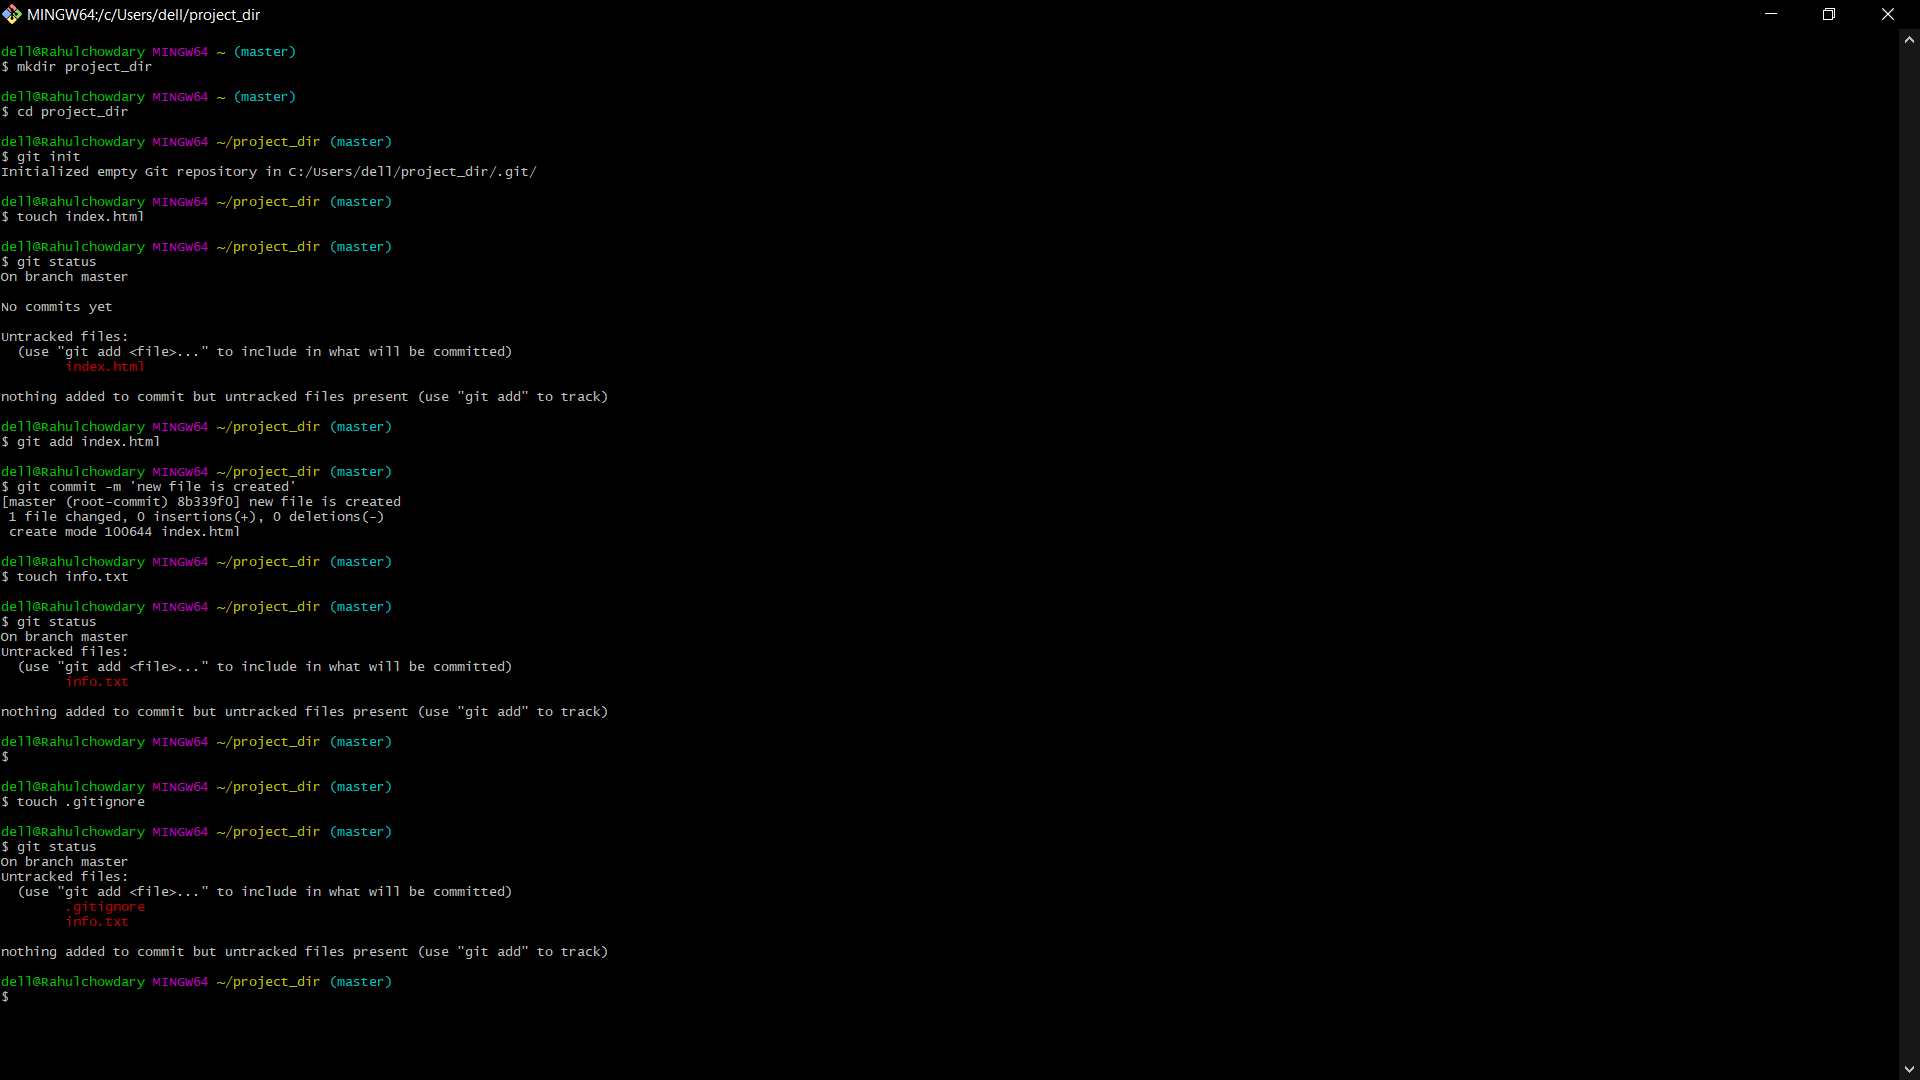 MINGW64:/c/Users/dell/project_dir
dell@Rahulchowdary MINGW64 ~ (master)
$ mkdir project_dir
dell@Rahulchowdary MINGW64 ~ (master)
$ cd project_dir
dell@Rahulchowdary MINGW64 ~/project_dir (master)
$ git init
Initialized empty Git repository in C:/Users/dell/project_dir/.git/
dell@Rahulchowdary MINGW64 ~/project_dir (master)
$ touch index.html
dell@Rahulchowdary MINGW64 ~/project_dir (master)
$ git status
On branch master
No commits yet
Untracked files:
  (use "git add <file>..." to include in what will be committed)
        index.html
nothing added to commit but untracked files present (use "git add" to track)
dell@Rahulchowdary MINGW64 ~/project_dir (master)
$ git add index.html
dell@Rahulchowdary MINGW64 ~/project_dir (master)
$ git commit -m 'new file is created'
[master (root-commit) 8b339f0] new file is created
 1 file changed, 0 insertions(+), 0 deletions(-)
 create mode 100644 index.html
dell@Rahulchowdary MINGW64 ~/project_dir (master)
$ touch info.txt
dell@Rahulchowdary MINGW64 ~/project_dir (master)
$ git status
On branch master
Untracked files:
  (use "git add <file>..." to include in what will be committed)
        info.txt
nothing added to commit but untracked files present (use "git add" to track)
dell@Rahulchowdary MINGW64 ~/project_dir (master)
$
dell@Rahulchowdary MINGW64 ~/project_dir (master)
$ touch .gitignore
dell@Rahulchowdary MINGW64 ~/project_dir (master)
$ git status
On branch master
Untracked files:
  (use "git add <file>..." to include in what will be committed)
        .gitignore
        info.txt
nothing added to commit but untracked files present (use "git add" to track)
dell@Rahulchowdary MINGW64 ~/project_dir (master)
$